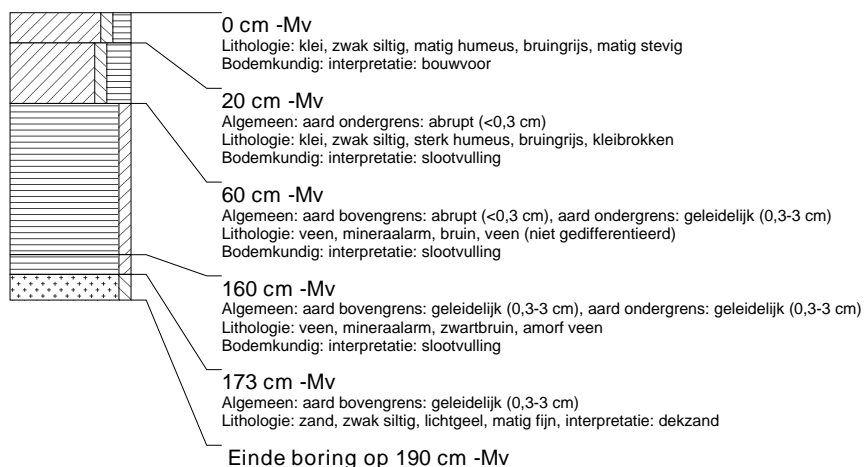 0 cm -Mv
Lithologie: klei, zwak siltig, matig humeus, bruingrijs, matig stevig
Bodemkundig: interpretatie: bouwvoor
20 cm -Mv
Algemeen: aard ondergrens: abrupt (<0,3 cm)
Lithologie: klei, zwak siltig, sterk humeus, bruingrijs, kleibrokken
Bodemkundig: interpretatie: slootvulling
60 cm -Mv
Algemeen: aard bovengrens: abrupt (<0,3 cm), aard ondergrens: geleidelijk (0,3-3 cm)
Lithologie: veen, mineraalarm, bruin, veen (niet gedifferentieerd)
Bodemkundig: interpretatie: slootvulling
160 cm -Mv
Algemeen: aard bovengrens: geleidelijk (0,3-3 cm), aard ondergrens: geleidelijk (0,3-3 cm)
Lithologie: veen, mineraalarm, zwartbruin, amorf veen
Bodemkundig: interpretatie: slootvulling
173 cm -Mv
Algemeen: aard bovengrens: geleidelijk (0,3-3 cm)
Lithologie: zand, zwak siltig, lichtgeel, matig fijn, interpretatie: dekzand
Einde boring op 190 cm -Mv